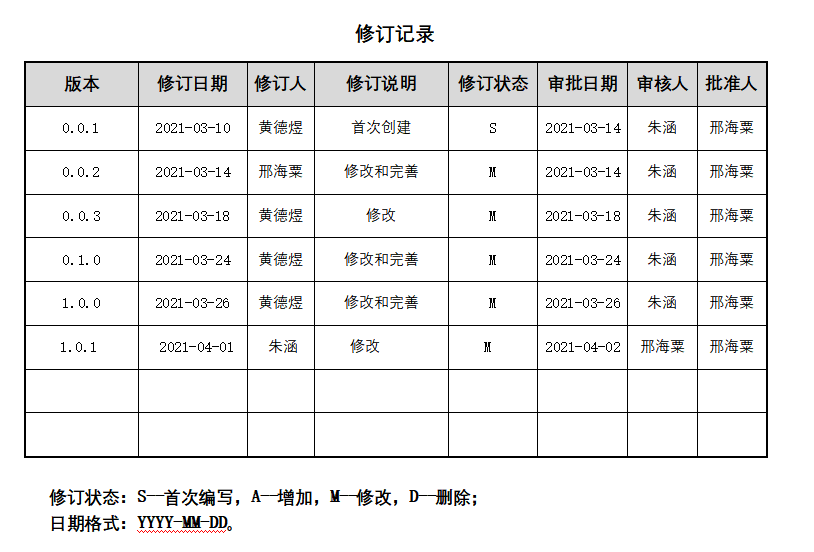 修订记录
版本 修订日期 修订人 修订说明 修订状态 审批日期 审核人 批准人
0.0.1 2021-03-10 黄德煜 首次创建 S 2021-03-14 朱涵 邢海粟
0.0.2 2021-03-14 邢海粟 修改和完善 M 2021-03-14 朱涵 邢海粟
0.0.3 2021-03-18 黄德煜 修改 M 2021-03-18 朱涵 邢海粟
0.1.0 2021-03-24 黄德煜 修改和完善 M 2021-03-24 朱涵 邢海粟
1.0.0 2021-03-26 黄德煜 修改和完善 M 2021-03-26 朱涵 邢海粟
1.0.1 2021-04-01 朱涵 修改 M 2021-04-02 邢海粟 邢海粟
修订状态：S--首次编写，A--增加，M--修改，D--删除；
日期格式：YYYY-MM-DD。